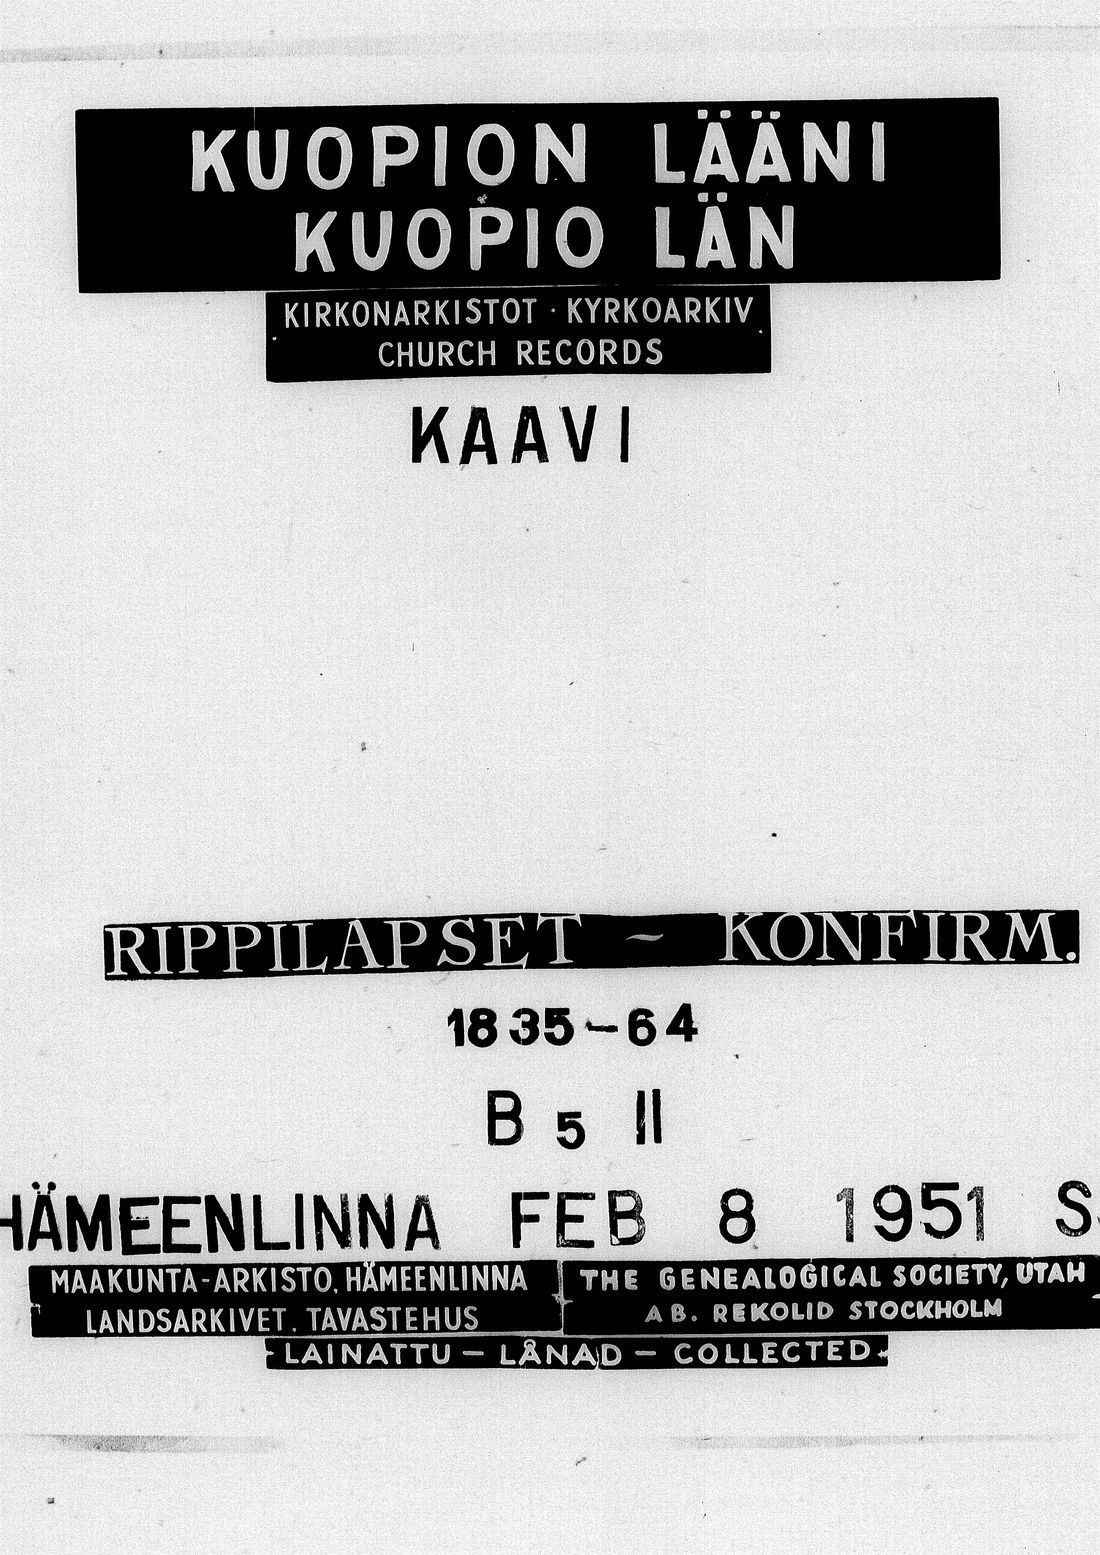 KUOPION LÄÄNI
KUOPIO LÄN
KIRKONARKISTOT · KYRKOARKIV
CHURCH RECORDS
KAAVI
RIPPILAPSET ~ KONFIRM.
1835-64
B 5 II
HÄMEENLINNA FEB 8 1951
MAAKUNTA-ARKISTO, HÄMEENLINNA
LANDSARKIVET, TAVASTEHUS
THE GENEALOGICAL SOCIETY, UTAH
AB. REKOLID STOCKHOLM
LAINATTU - LÅNAD - COLLECTED